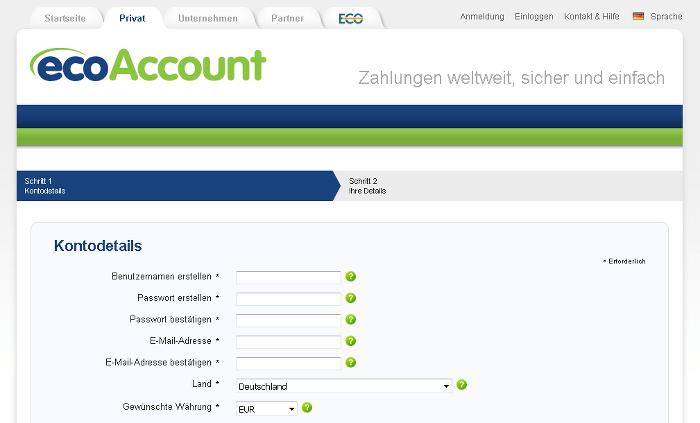 Startseite Privat Unternehmen Partner ECO Anmeldung Einloggen Kontakt & Hilfe Sprache
ecoAccount
Zahlungen weltweit, sicher und einfach
Schritt 1
Kontodetails
Schritt 2
Ihre Details
Kontodetails
* Erforderlich
Benutzernamen erstellen * ?
Passwort erstellen * ?
Passwort bestätigen * ?
E-Mail-Adresse * ?
E-Mail-Adresse bestätigen * ?
Land * Deutschland ?
Gewünschte Währung * EUR ?